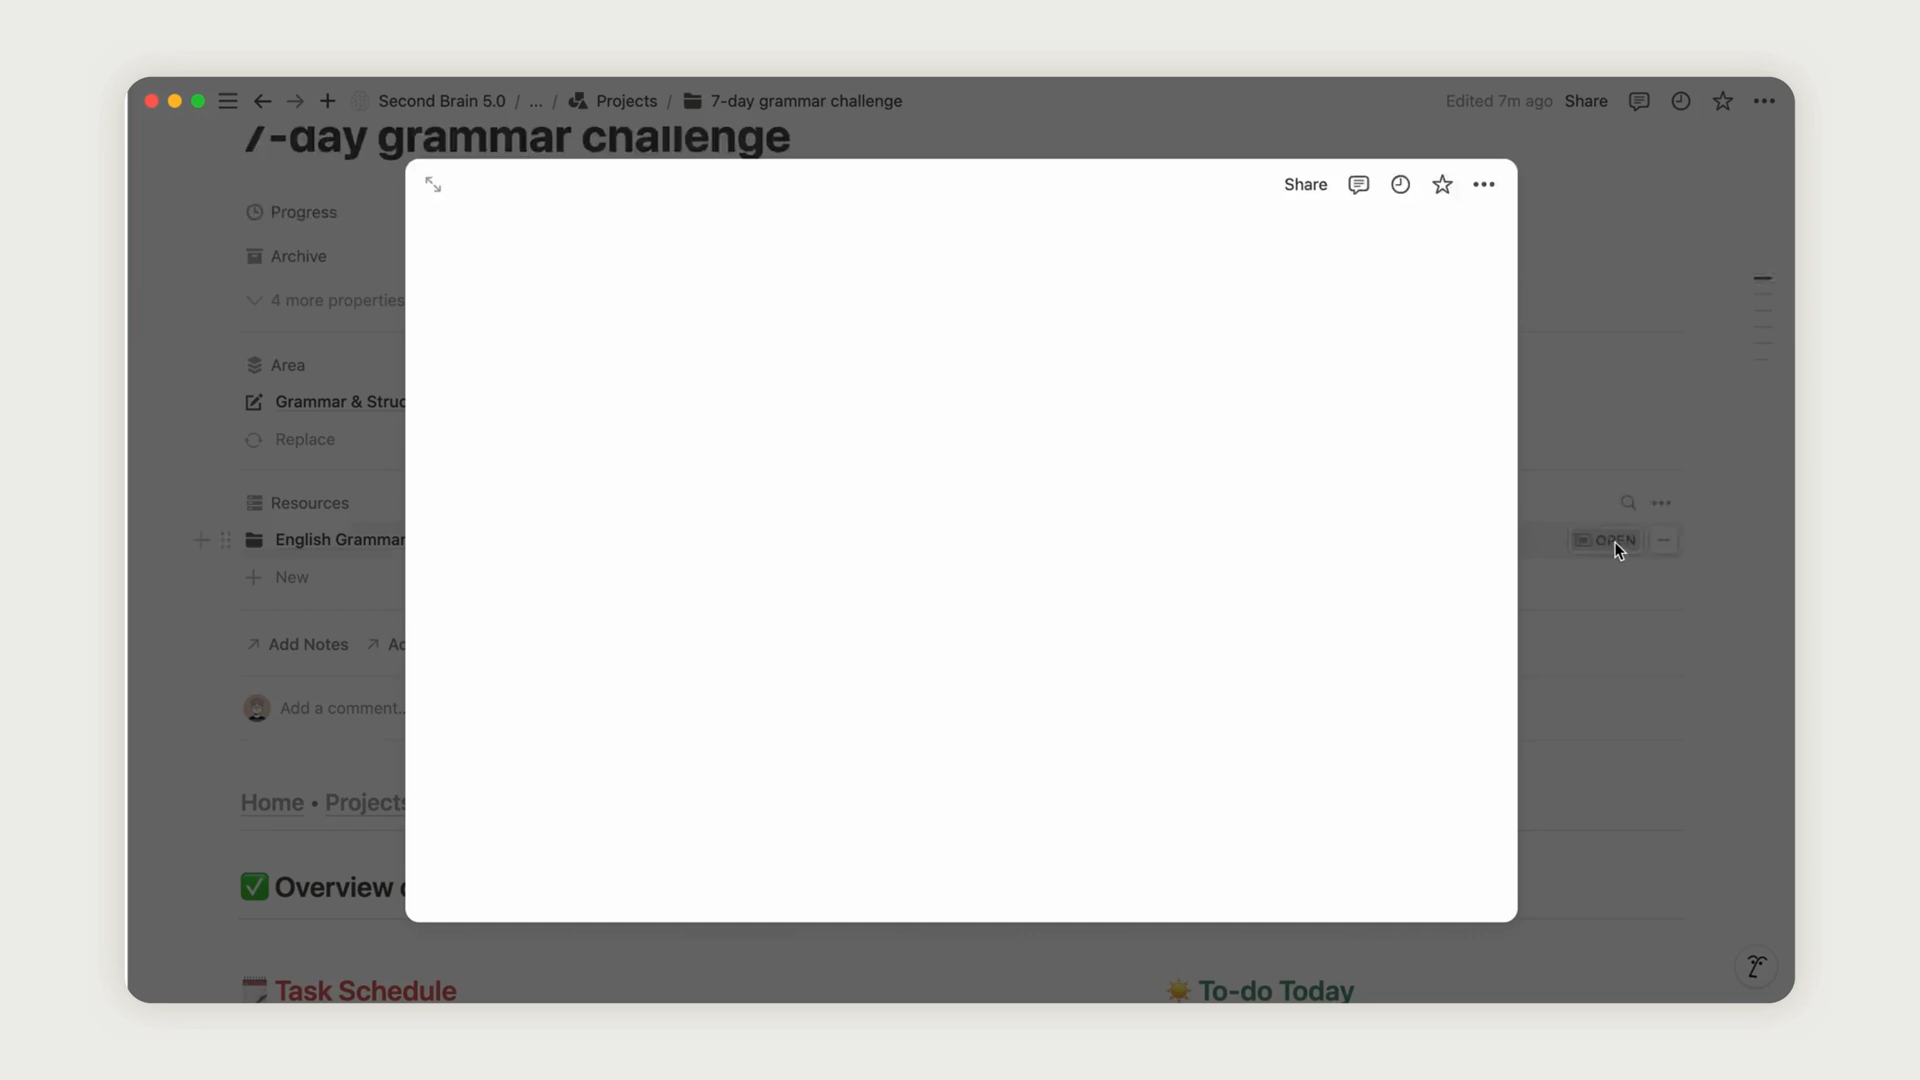 Second Brain 5.0 / ... / Projects / 7-day grammar challenge
Edited 7m ago Share
7-day grammar challenge
Share
Progress
Archive
4 more properties
Area
Grammar & Struc
Replace
Resources
English Grammar
OPEN
New
Add Notes Ad
Add a comment...
Home • Projects
Overview
Task Schedule
To-do Today